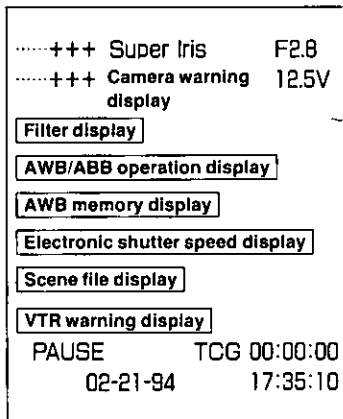 ·····+++ Super Iris F2.8
·····+++ Camera warning 12.5V
display
Filter display
AWB/ABB operation display
AWB memory display
Electronic shutter speed display
Scene file display
VTR warning display
PAUSE TCG 00:00:00
02-21-94 17:35:10